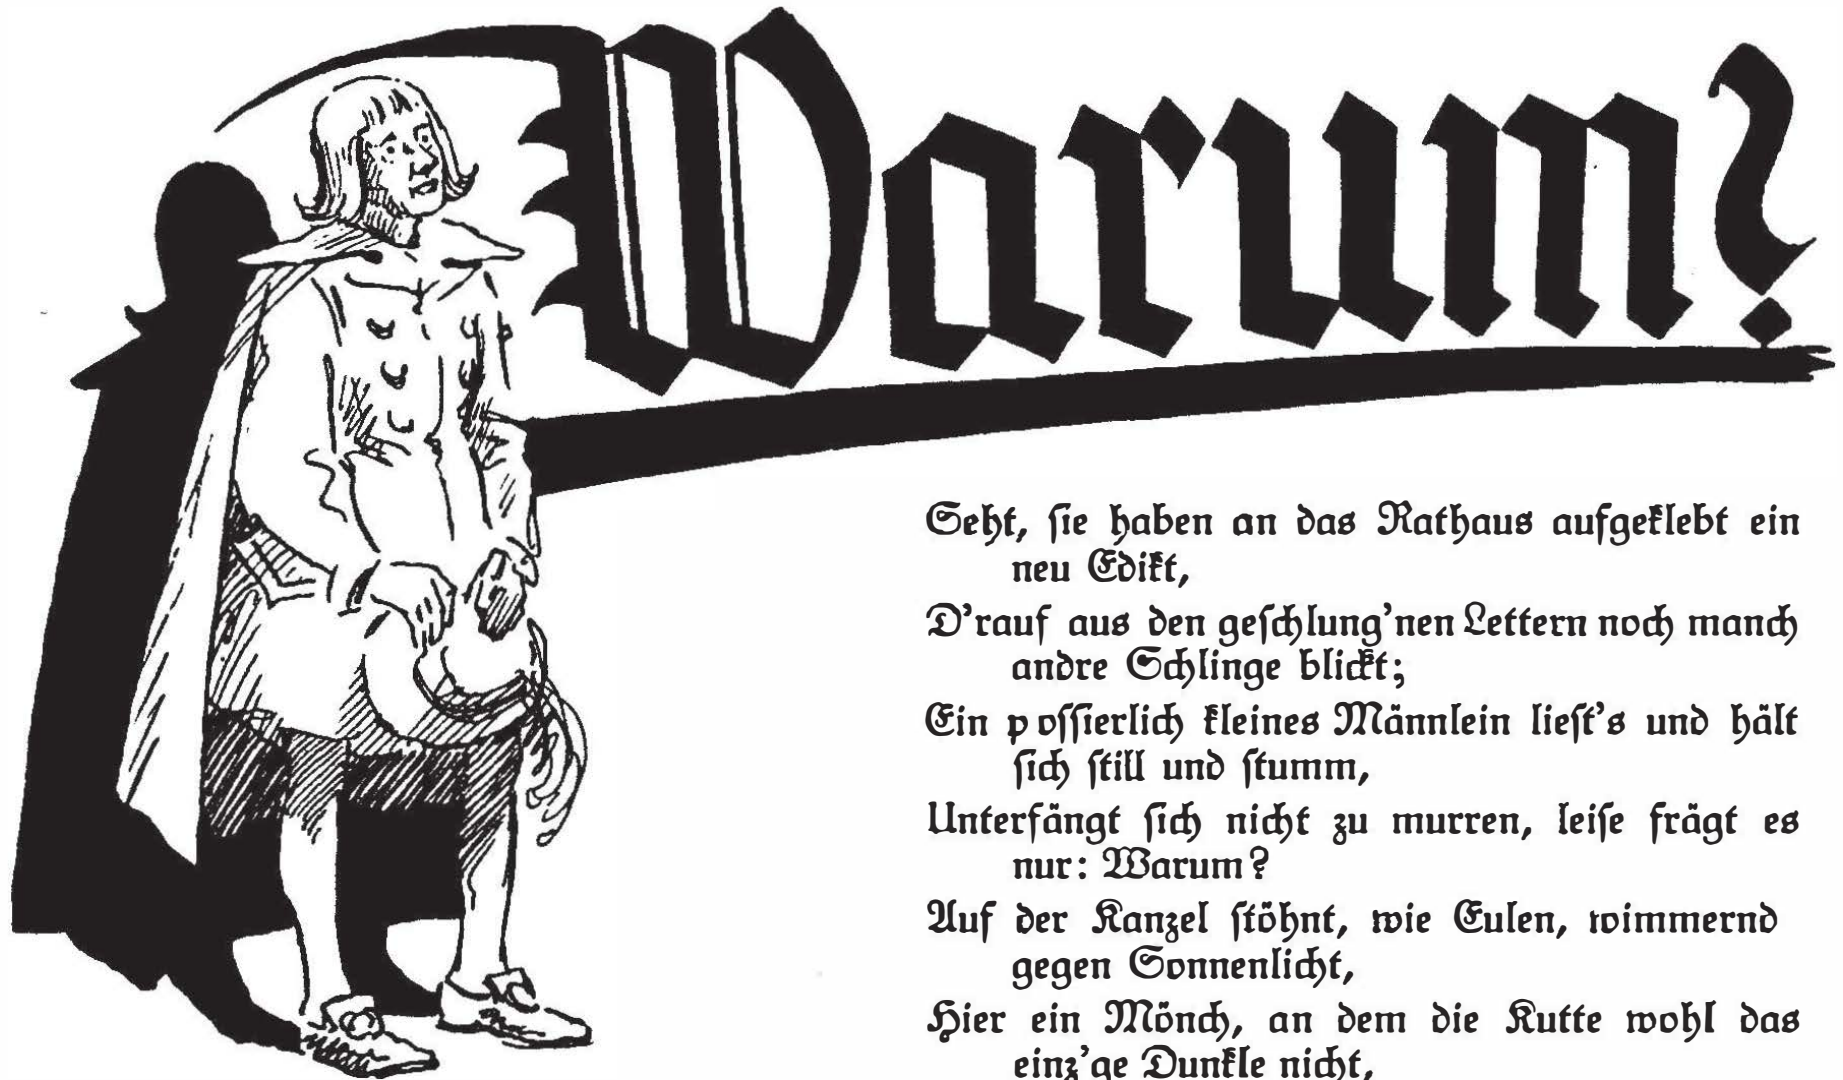 Warum?
Seht, sie haben an das Rathaus aufgeklebt ein
neu Edikt,
D'rauf aus den geschlung'nen Lettern noch manch
andre Schlinge blickt;
Ein possierlich kleines Männlein liest's und hält
sich still und stumm,
Unterfängt sich nicht zu murren, leise frägt es
nur: Warum?
Auf der Kanzel stöhnt, wie Eulen, wimmernd
gegen Sonnenlicht,
Hier ein Mönch, an dem die Kutte wohl das
einz'ge Dunkle nicht,